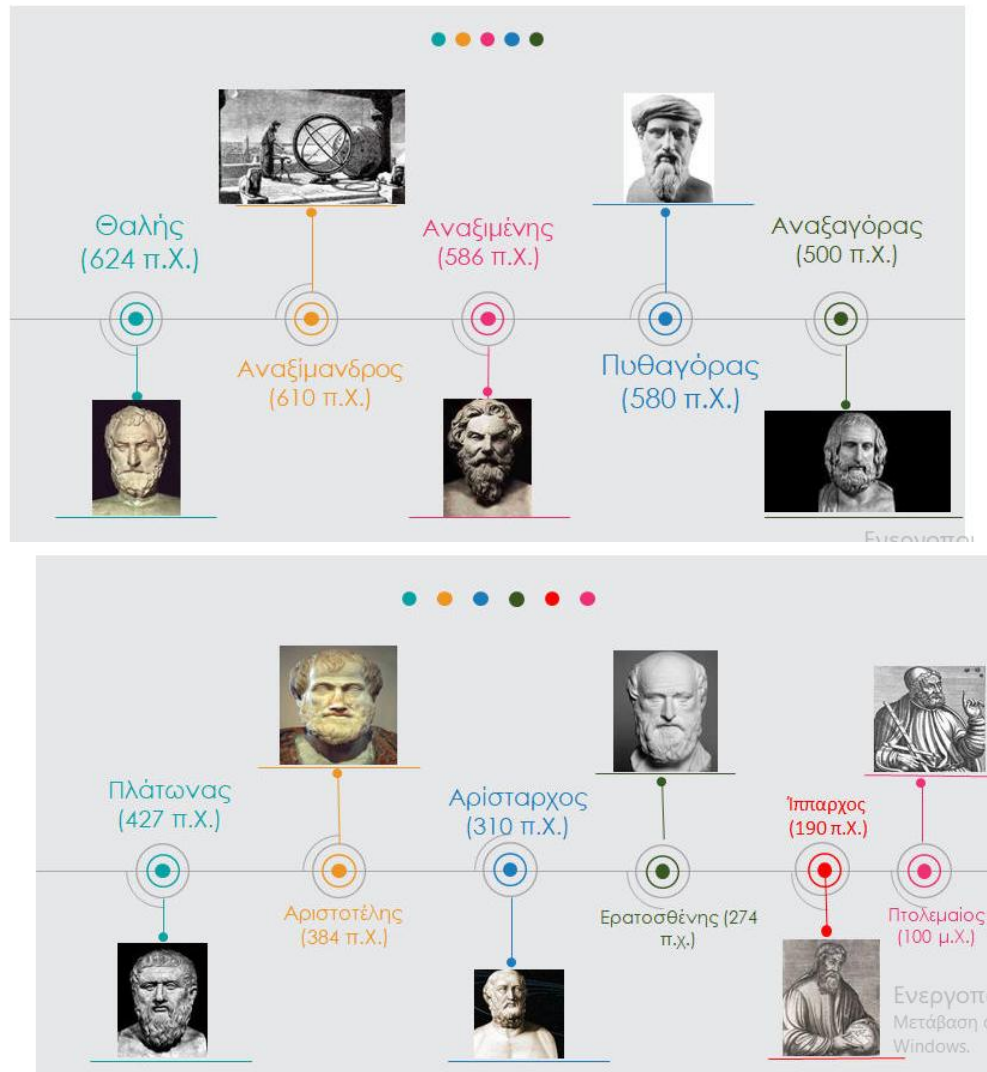 Θαλής
(624 π.Χ.)
Αναξίμανδρος
(610 π.Χ.)
Αναξιμένης
(586 π.Χ.)
Πυθαγόρας
(580 π.Χ.)
Αναξαγόρας
(500 π.Χ.)
Πλάτωνας
(427 π.Χ.)
Αριστοτέλης
(384 π.Χ.)
Αρίσταρχος
(310 π.Χ.)
Ερατοσθένης (274
π.χ.)
Ίππαρχος
(190 π.Χ.)
Πτολεμαίος
(100 μ.Χ.)
Μετάβαση
Windows.